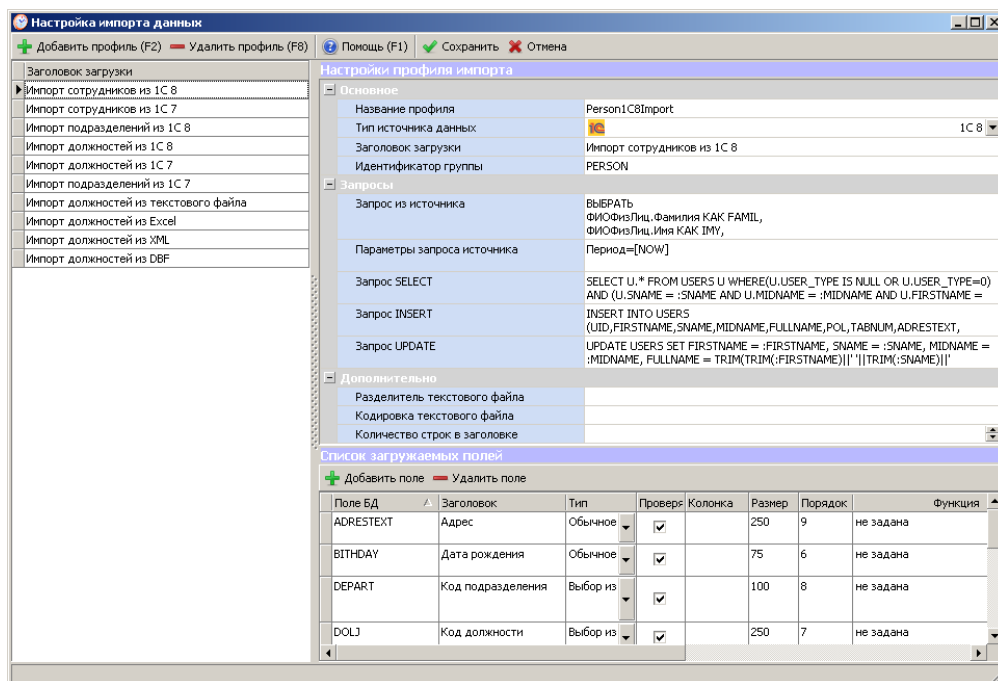 Настройка импорта данных
Добавить профиль (F2) Удалить профиль (F8) Помощь (F1) Сохранить Отмена
Заголовок загрузки
Импорт сотрудников из 1С 8
Импорт сотрудников из 1С 7
Импорт подразделений из 1С 8
Импорт должностей из 1С 8
Импорт должностей из 1С 7
Импорт подразделений из 1С 7
Импорт должностей из текстового файла
Импорт должностей из Excel
Импорт должностей из XML
Импорт должностей из DBF
Настройки профиля импорта
Основное
Название профиля Person1C8Import
Тип источника данных 1С 1С 8
Заголовок загрузки Импорт сотрудников из 1С 8
Идентификатор группы PERSON
Запросы
Запрос из источника ВЫБРАТЬ
ФИОФизЛиц.Фамилия КАК FAMIL,
ФИОФизЛиц.Имя КАК IMY,
Параметры запроса источника Период=[NOW]
Запрос SELECT SELECT U.* FROM USERS U WHERE(U.USER_TYPE IS NULL OR U.USER_TYPE=0)
AND (U.SNAME = :SNAME AND U.MIDNAME = :MIDNAME AND U.FIRSTNAME =
Запрос INSERT INSERT INTO USERS
(UID,FIRSTNAME,SNAME,MIDNAME,FULLNAME,POL,TABNUM,ADRESTEXT,
Запрос UPDATE UPDATE USERS SET FIRSTNAME = :FIRSTNAME, SNAME = :SNAME, MIDNAME =
:MIDNAME, FULLNAME = TRIM(TRIM(:FIRSTNAME)||' '||TRIM(:SNAME)||'
Дополнительно
Разделитель текстового файла
Кодировка текстового файла
Количество строк в заголовке
Список загружаемых полей
Добавить поле Удалить поле
Поле БД Заголовок Тип Проверя Колонка Размер Порядок Функция
ADRESTEXT Адрес Обычное 250 9 не задана
BITHDAY Дата рождения Обычное 75 6 не задана
DEPART Код подразделения Выбор из 100 8 не задана
DOLJ Код должности Выбор из 250 7 не задана